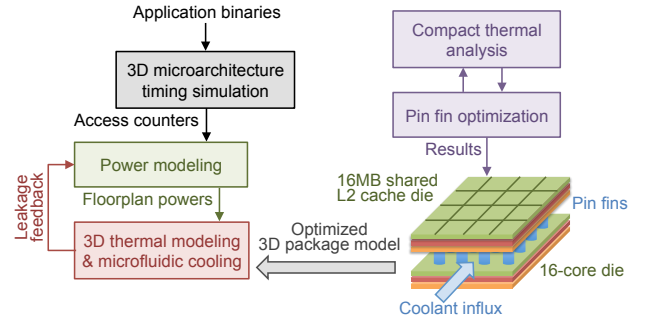 Application binaries
3D microarchitecture
timing simulation
Access counters
Power modeling
Floorplan powers
Leakage
feedback
3D thermal modeling
& microfluidic cooling
Compact thermal
analysis
Pin fin optimization
Results
16MB shared
L2 cache die
Pin fins
Optimized
3D package model
16-core die
Coolant influx